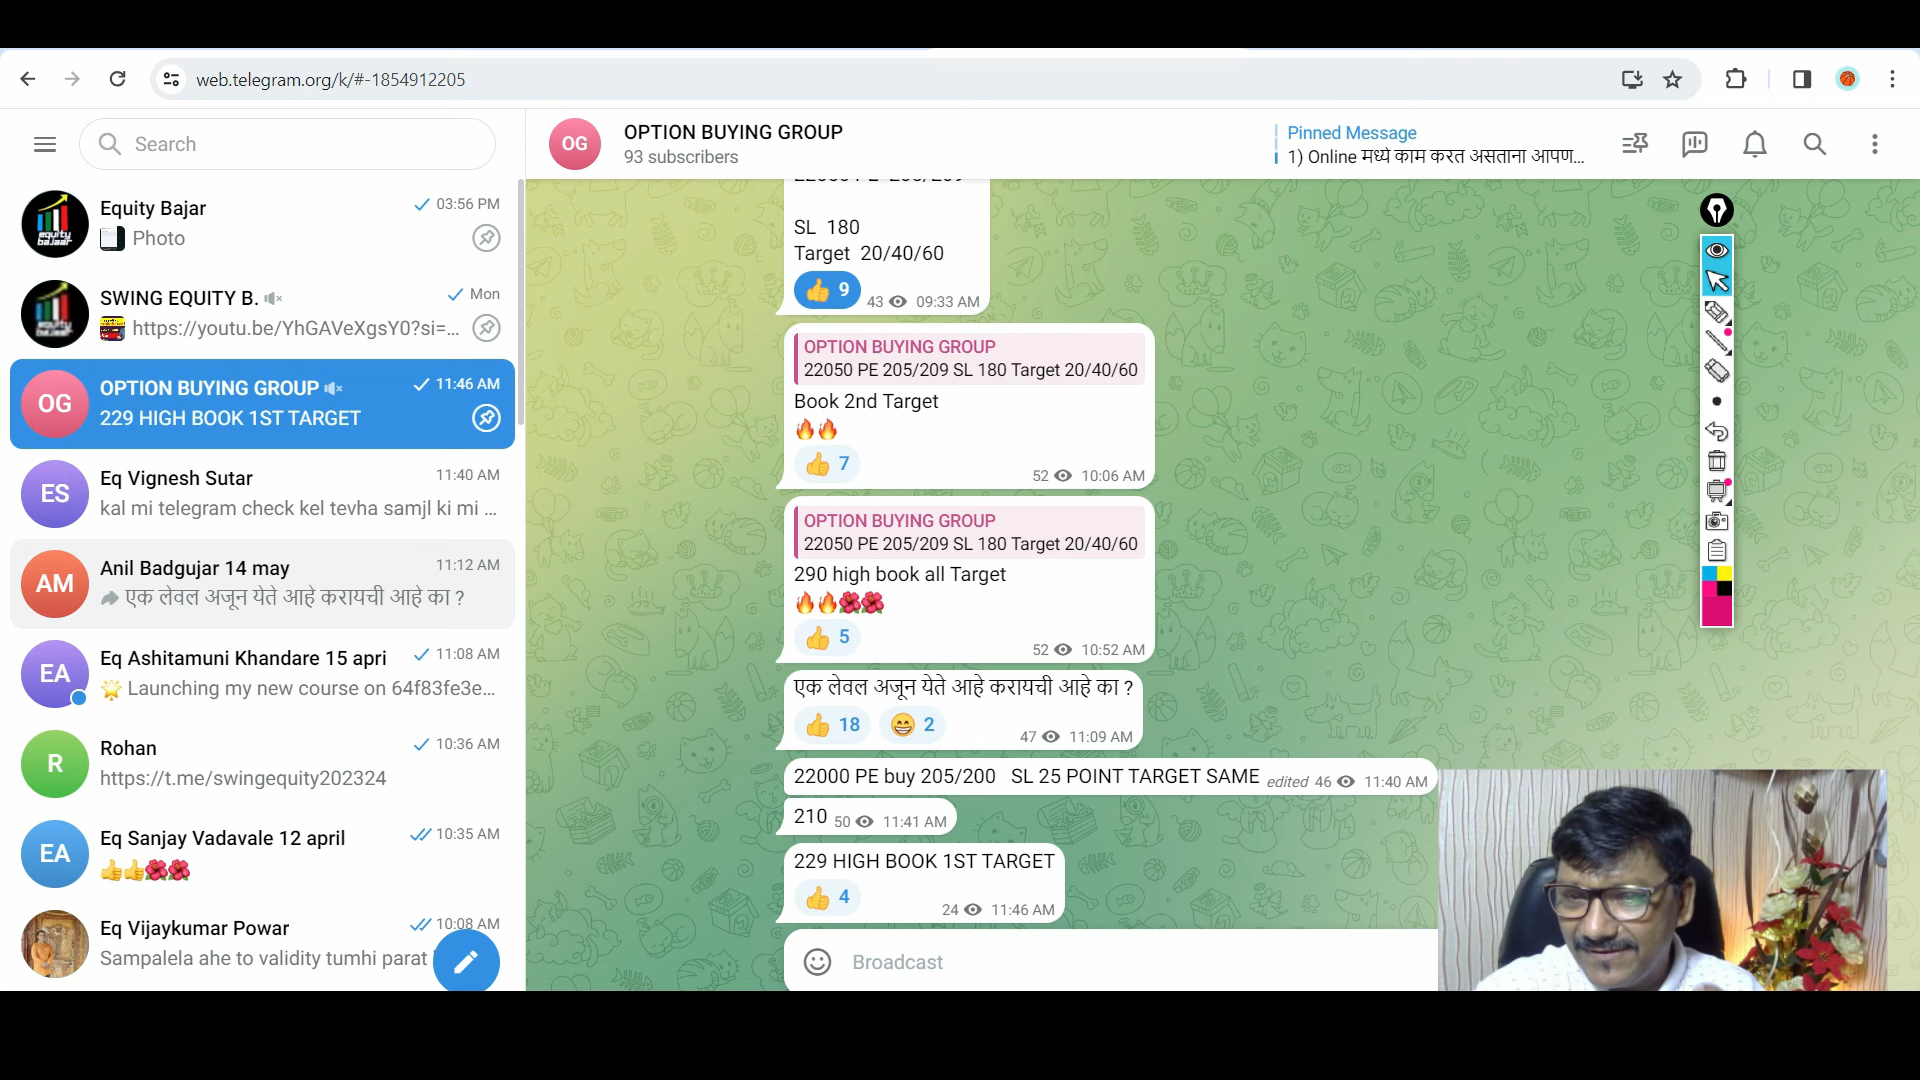 web.telegram.org/k/#-1854912205
Search
Equity Bajar
03:56 PM
Photo
SWING EQUITY B.
Mon
https://youtu.be/YhGAVeXgsY0?si=...
OG
OPTION BUYING GROUP
11:46 AM
229 HIGH BOOK 1ST TARGET
ES
Eq Vignesh Sutar
11:40 AM
kal mi telegram check kel tevha samjl ki mi ...
AM
Anil Badgujar 14 may
11:12 AM
एक लेवल अजून येते आहे करायची आहे का ?
EA
Eq Ashitamuni Khandare 15 apri
11:08 AM
🌟 Launching my new course on 64f83fe3e...
R
Rohan
10:36 AM
https://t.me/swingequity202324
EA
Eq Sanjay Vadavale 12 april
10:35 AM
👍👍🌺🌺
Eq Vijaykumar Powar
10:08 AM
Sampalela ahe to validity tumhi parat
OG
OPTION BUYING GROUP
93 subscribers
Pinned Message
1) Online मध्ये काम करत असताना आपण...
SL 180
Target 20/40/60
👍 9
43 09:33 AM
OPTION BUYING GROUP
22050 PE 205/209 SL 180 Target 20/40/60
Book 2nd Target
🔥🔥
👍 7
52 10:06 AM
OPTION BUYING GROUP
22050 PE 205/209 SL 180 Target 20/40/60
290 high book all Target
🔥🔥🌺🌺
👍 5
52 10:52 AM
एक लेवल अजून येते आहे करायची आहे का ?
👍 18 😁 2
47 11:09 AM
22000 PE buy 205/200 SL 25 POINT TARGET SAME edited 46 11:40 AM
210 50 11:41 AM
229 HIGH BOOK 1ST TARGET
👍 4
24 11:46 AM
Broadcast